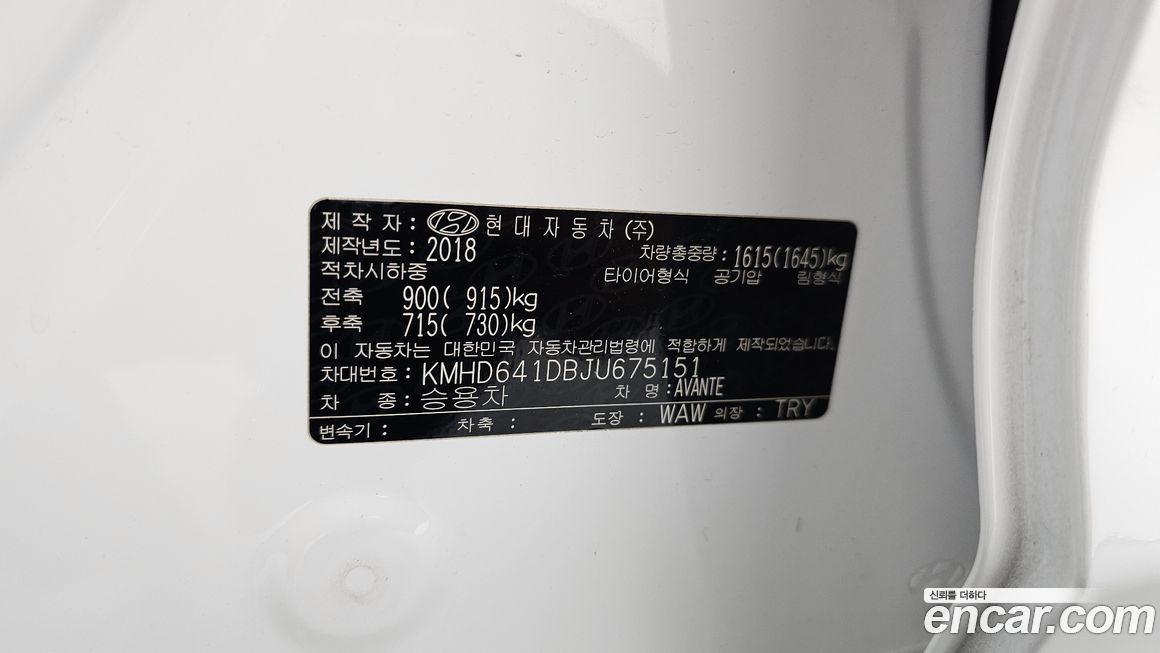 제 작 자 : 현 대 자 동 차 (주)
제작년도 : 2018 차량총중량 : 1615(1645)kg
적차시하중 타이어형식 공기압 림형식
전축 900( 915)kg
후축 715( 730)kg
이 자동차는 대한민국 자동차관리법령에 적합하게 제작되었습니다.
차대번호 : KMHD641DBJU675151
차 종 : 승용차 차 명 : AVANTE
변속기 : 차축 : 도장 : WAW 의장 : TRY
신뢰를 더하다
encar.com